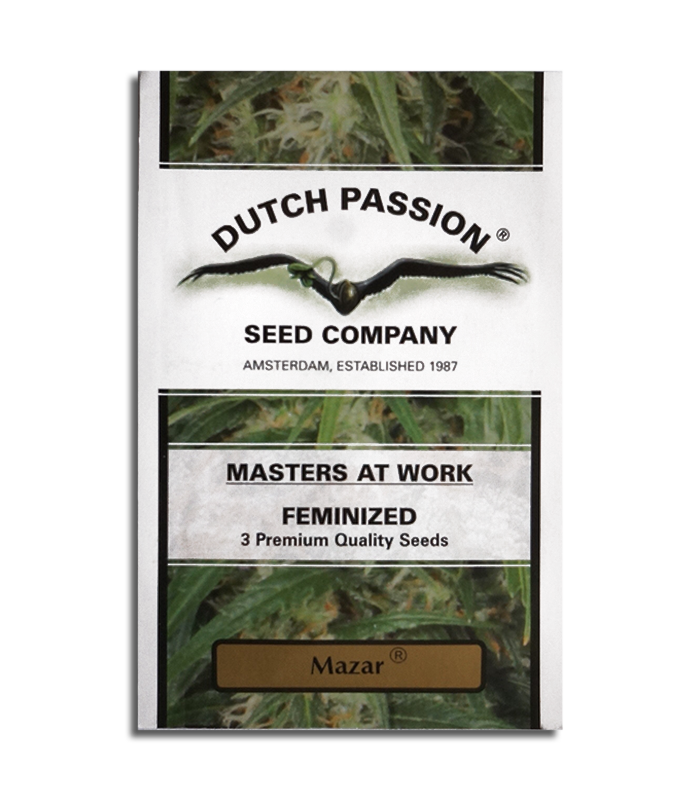 DUTCH PASSION®
SEED COMPANY
AMSTERDAM, ESTABLISHED 1987
MASTERS AT WORK
FEMINIZED
3 Premium Quality Seeds
Mazar®